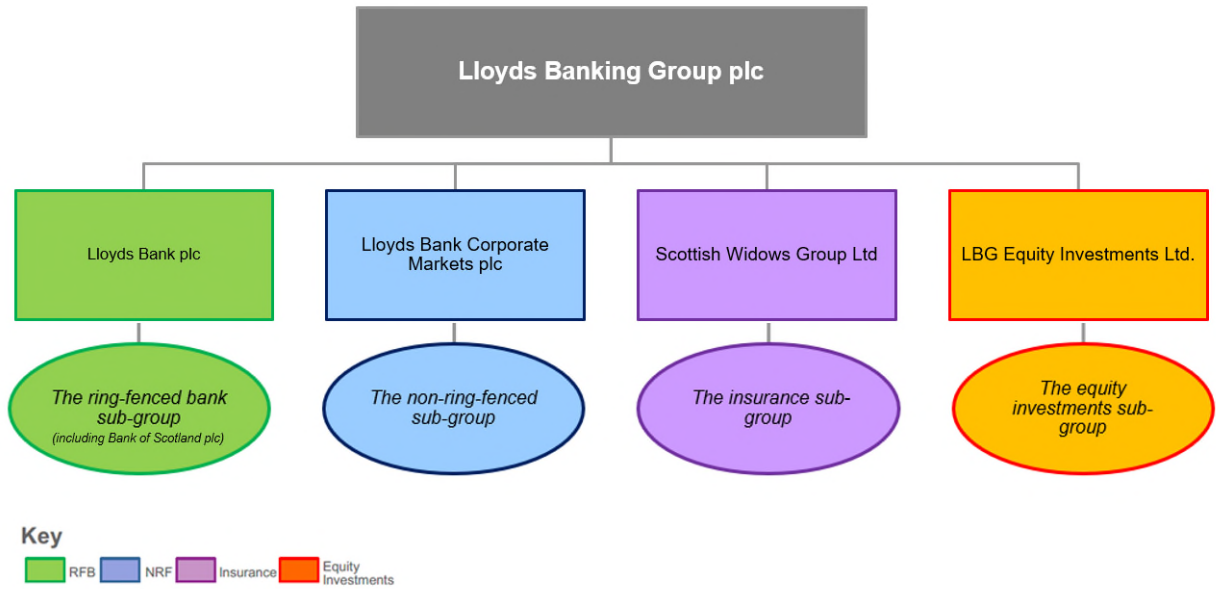 Lloyds Banking Group plc
Lloyds Bank plc
Lloyds Bank Corporate
Markets plc
Scottish Widows Group Ltd
LBG Equity Investments Ltd.
The ring-fenced bank
sub-group
(including Bank of Scotland plc)
The non-ring-fenced
sub-group
The insurance sub-
group
The equity
investments sub-
group
Key
RFB
NRF
Insurance
Equity
Investments